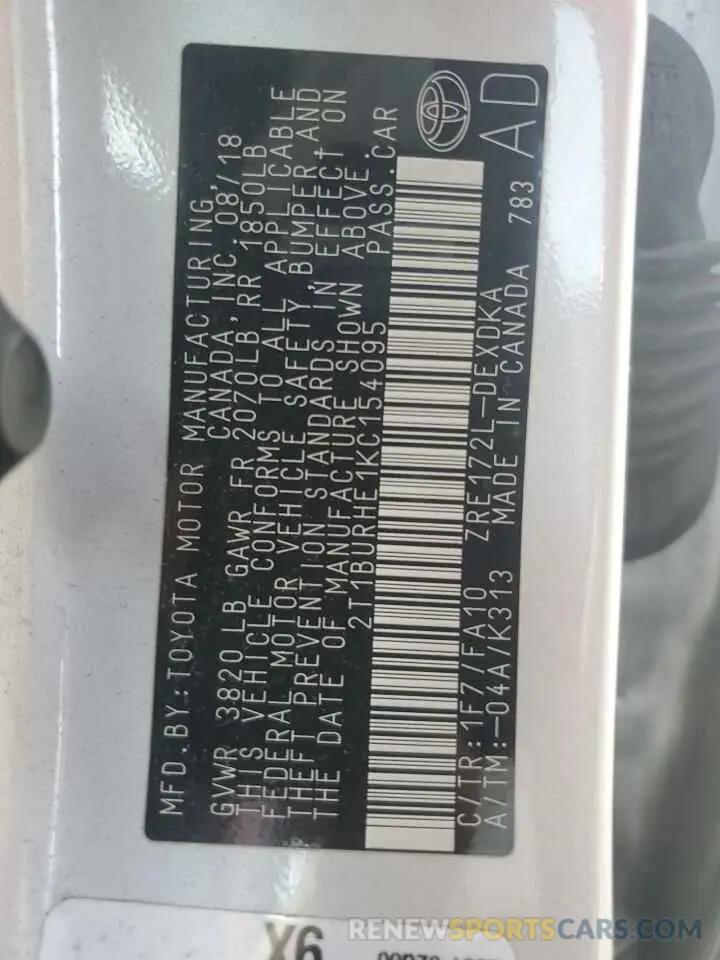 MFD.BY:TOYOTA MOTOR MANUFACTURING
CANADA, INC. 08/18
GVWR 3820 LB GAWR FR 2070LB RR 1850LB
THIS VEHICLE CONFORMS TO ALL APPLICABLE
FEDERAL MOTOR VEHICLE SAFETY, BUMPER, AND
THEFT PREVENTION STANDARDS IN EFFECT ON
THE DATE OF MANUFACTURE SHOWN ABOVE.
2T1BURHE1KC154095 PASS.CAR
C/TR:1F7/FA10 ZRE172L-DEXDKA
A/TM:-04A/K313 MADE IN CANADA 783
AD
X6
RENEWSPORTSCARS.COM